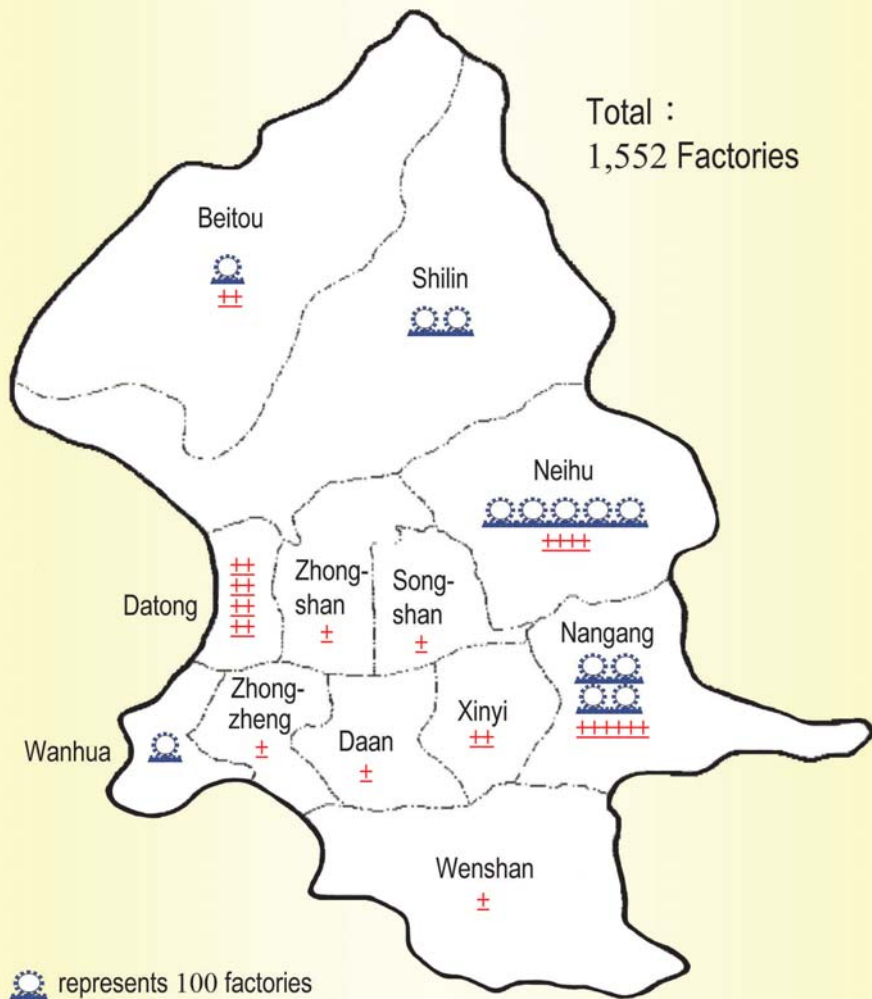 Total：
1,552 Factories
Beitou
Shilin
Neihu
Datong
Zhong-
shan
Song-
shan
Nangang
Wanhua
Zhong-
zheng
Daan
Xinyi
Wenshan
represents 100 factories